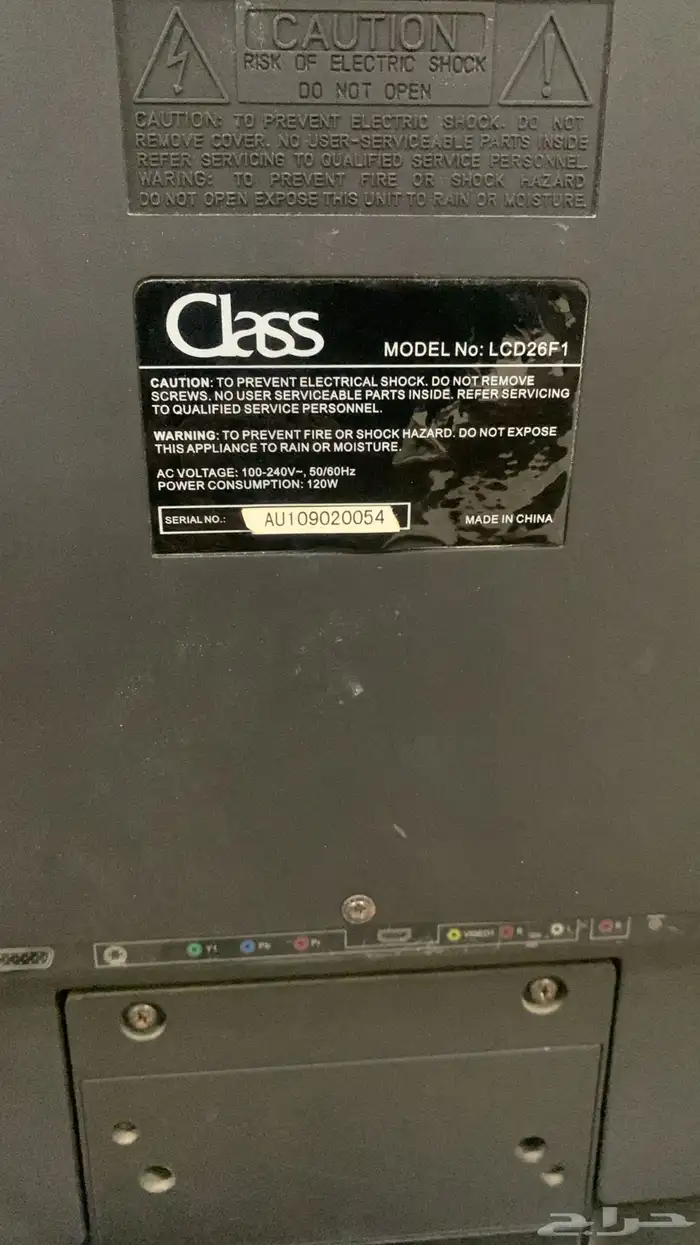 CAUTION
RISK OF ELECTRIC SHOCK
DO NOT OPEN
CAUTION: TO PREVENT ELECTRIC SHOCK. DO NOT
REMOVE COVER. NO USER-SERVICEABLE PARTS INSIDE
REFER SERVICING TO QUALIFIED SERVICE PERSONNEL.
WARING: TO PREVENT FIRE OR SHOCK HAZARD
DO NOT OPEN EXPOSE THIS UNIT TO RAIN OR MOISTURE.
Class
MODEL No: LCD26F1
CAUTION: TO PREVENT ELECTRICAL SHOCK. DO NOT REMOVE
SCREWS. NO USER SERVICEABLE PARTS INSIDE. REFER SERVICING
TO QUALIFIED SERVICE PERSONNEL.
WARNING: TO PREVENT FIRE OR SHOCK HAZARD. DO NOT EXPOSE
THIS APPLIANCE TO RAIN OR MOISTURE.
AC VOLTAGE: 100-240V~, 50/60Hz
POWER CONSUMPTION: 120W
SERIAL NO.: AU109020054 MADE IN CHINA
Y1 Pb Pr VIDEO1 R L R
حراج